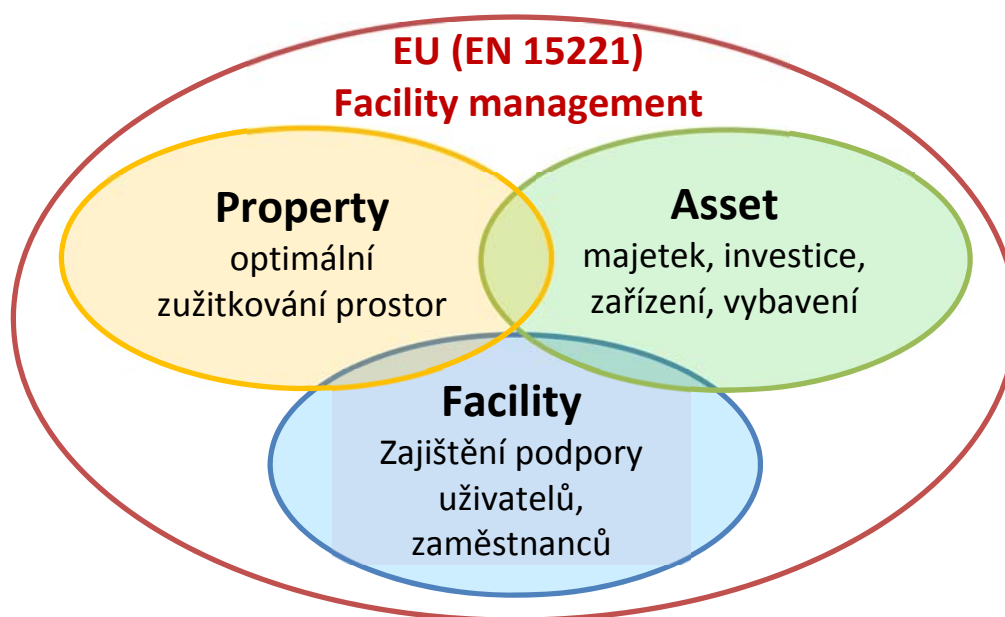 EU (EN 15221)
Facility management
Property
optimální
zužitkování prostor
Asset
majetek, investice,
zařízení, vybavení
Facility
Zajištění podpory
uživatelů,
zaměstnanců